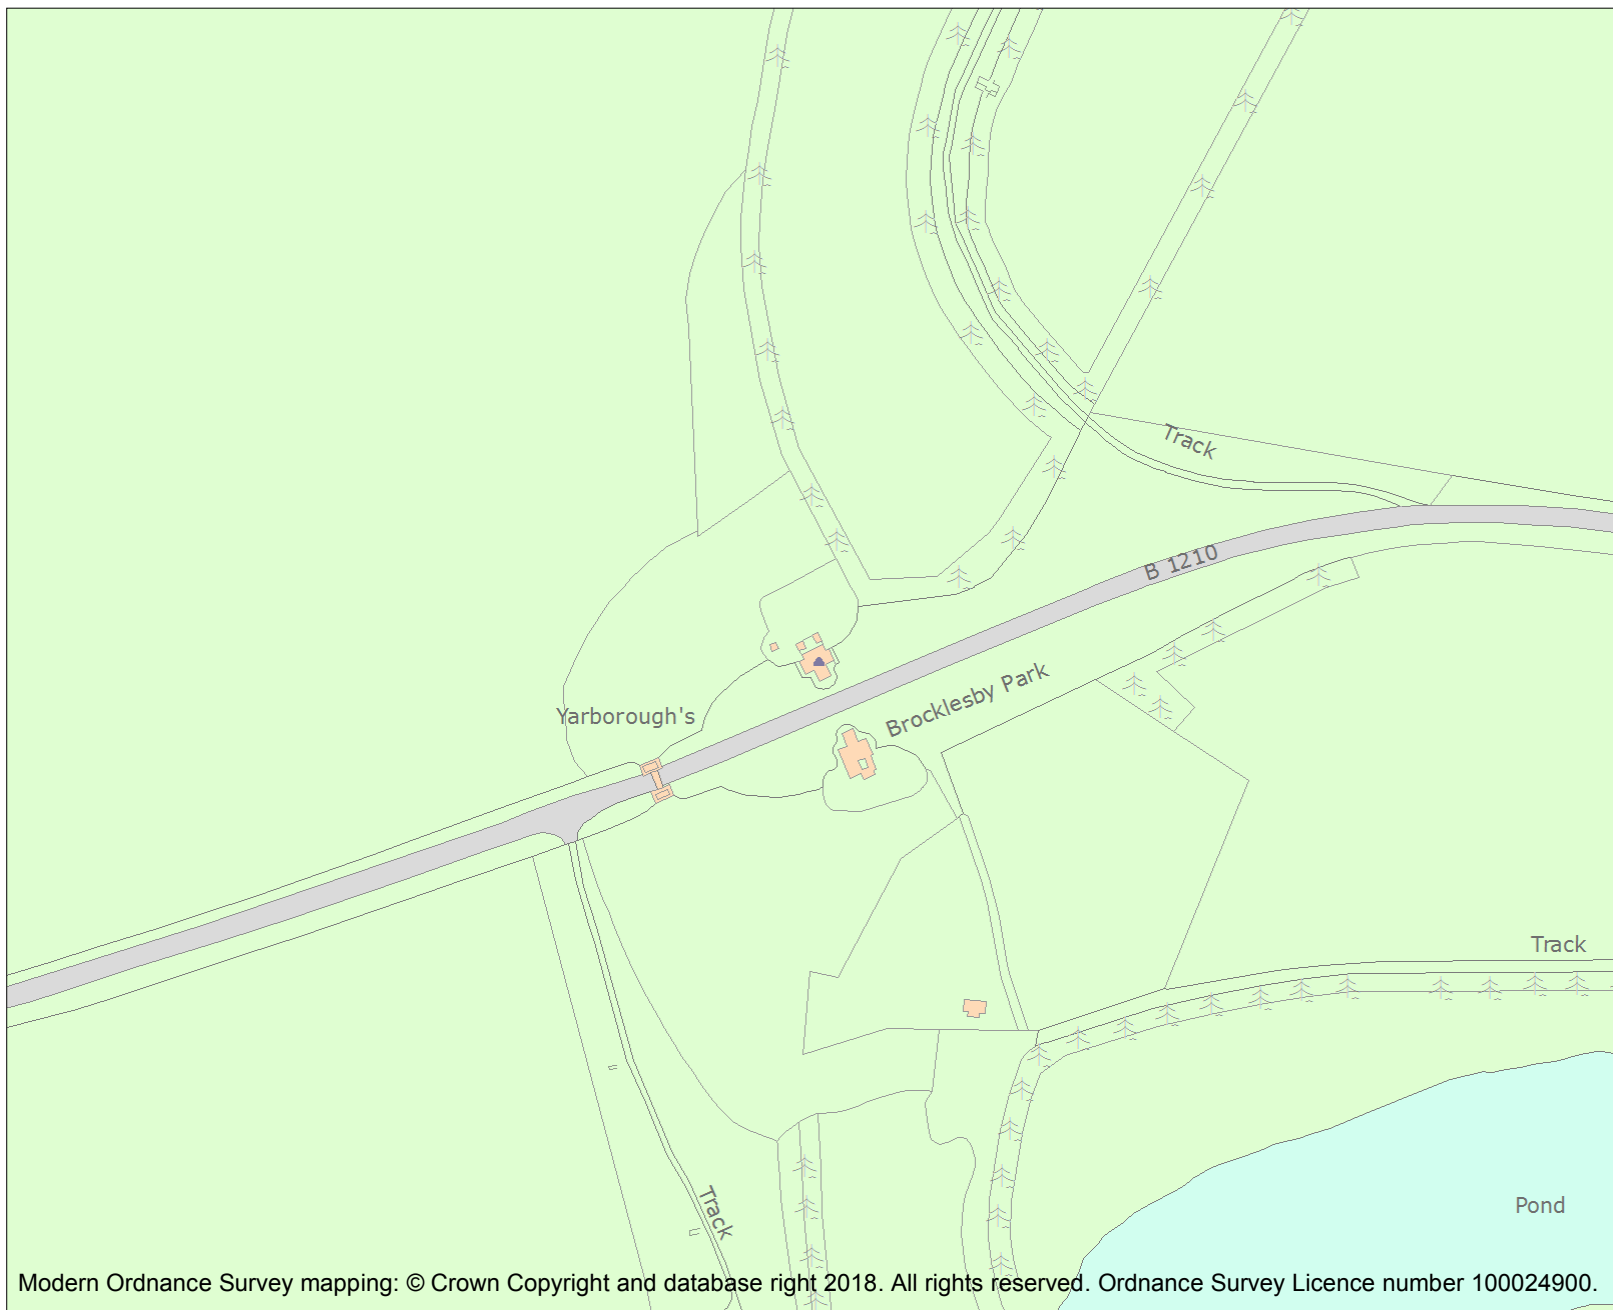 Track
B 1210
Brocklesby Park
Yarborough's
Track
Track
Pond
Modern Ordnance Survey mapping: © Crown Copyright and database right 2018. All rights reserved. Ordnance Survey Licence number 100024900.